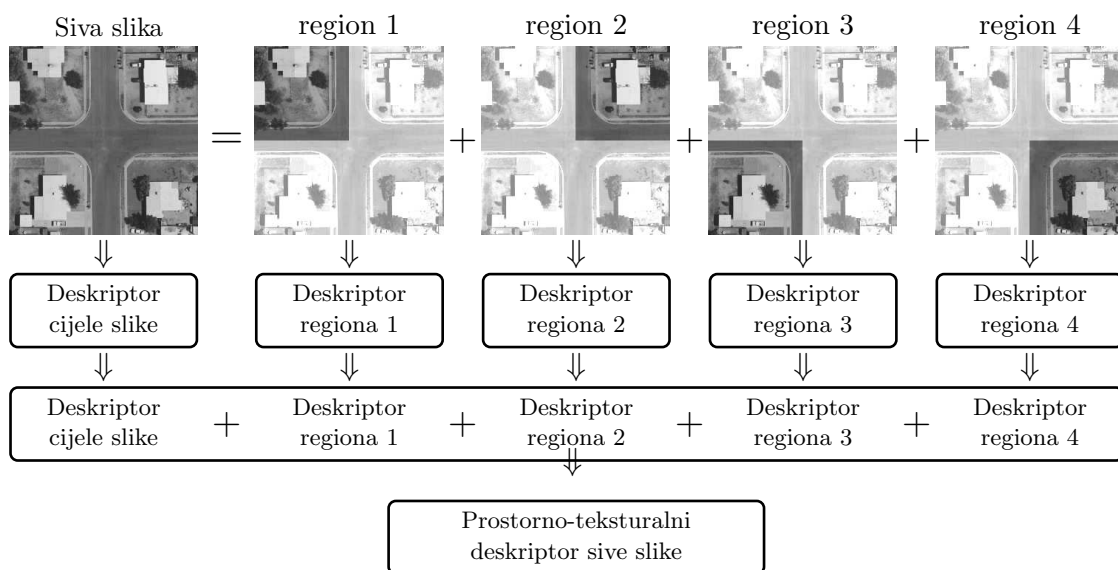 Siva slika region 1 region 2 region 3 region 4
= + + +
⇓ ⇓ ⇓ ⇓ ⇓
Deskriptor Deskriptor Deskriptor Deskriptor Deskriptor
cijele slike regiona 1 regiona 2 regiona 3 regiona 4
⇓ ⇓ ⇓ ⇓ ⇓
Deskriptor Deskriptor Deskriptor Deskriptor Deskriptor
cijele slike + regiona 1 + regiona 2 + regiona 3 + regiona 4
⇓
Prostorno-teksturalni
deskriptor sive slike